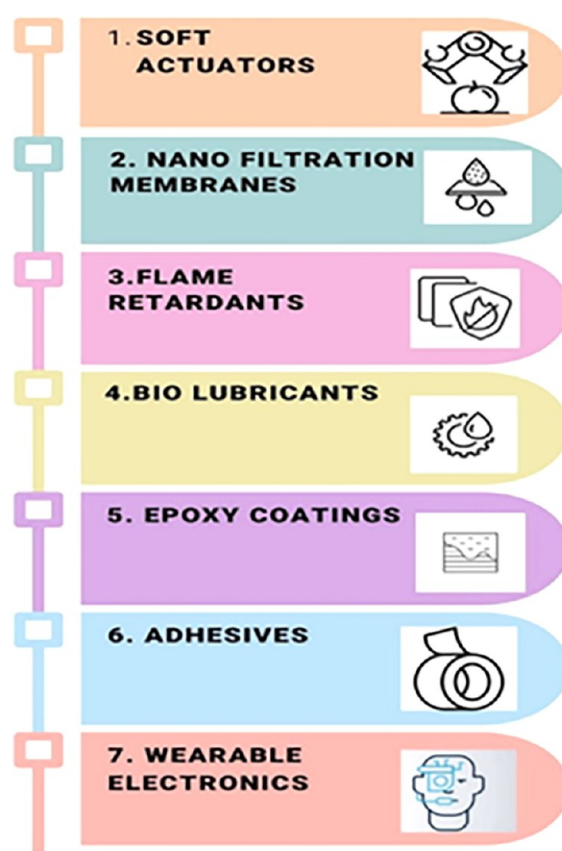 1. SOFT
ACTUATORS
2. NANO FILTRATION
MEMBRANES
3.FLAME
RETARDANTS
4.BIO LUBRICANTS
5. EPOXY COATINGS
6. ADHESIVES
7. WEARABLE
ELECTRONICS